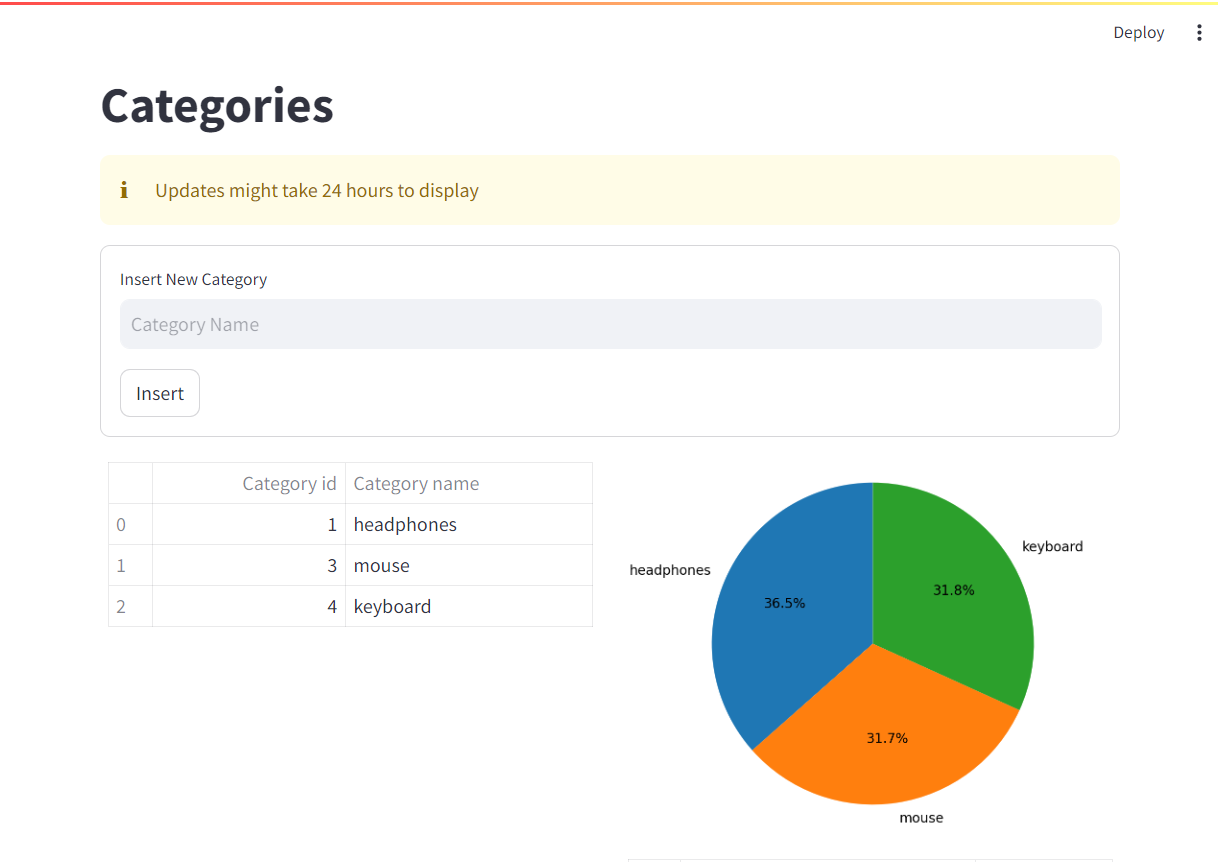 Deploy
Categories
Updates might take 24 hours to display
Insert New Category
Category Name
Insert
Category id Category name
0 1 headphones
1 3 mouse
2 4 keyboard
keyboard
headphones
31.8%
36.5%
31.7%
mouse